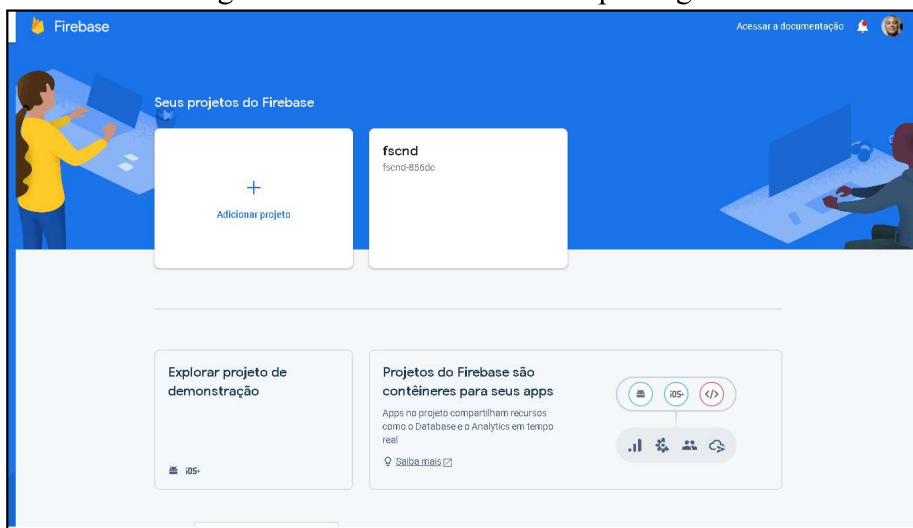 Firebase
Acessar a documentação
Seus projetos do Firebase
Adicionar projeto
fscnd
fscnd-856dc
Explorar projeto de
demonstração
iOS+
Projetos do Firebase são
contêineres para seus apps
Apps no projeto compartilham recursos
como o Database e o Analytics em tempo
real
Saiba mais
iOS+